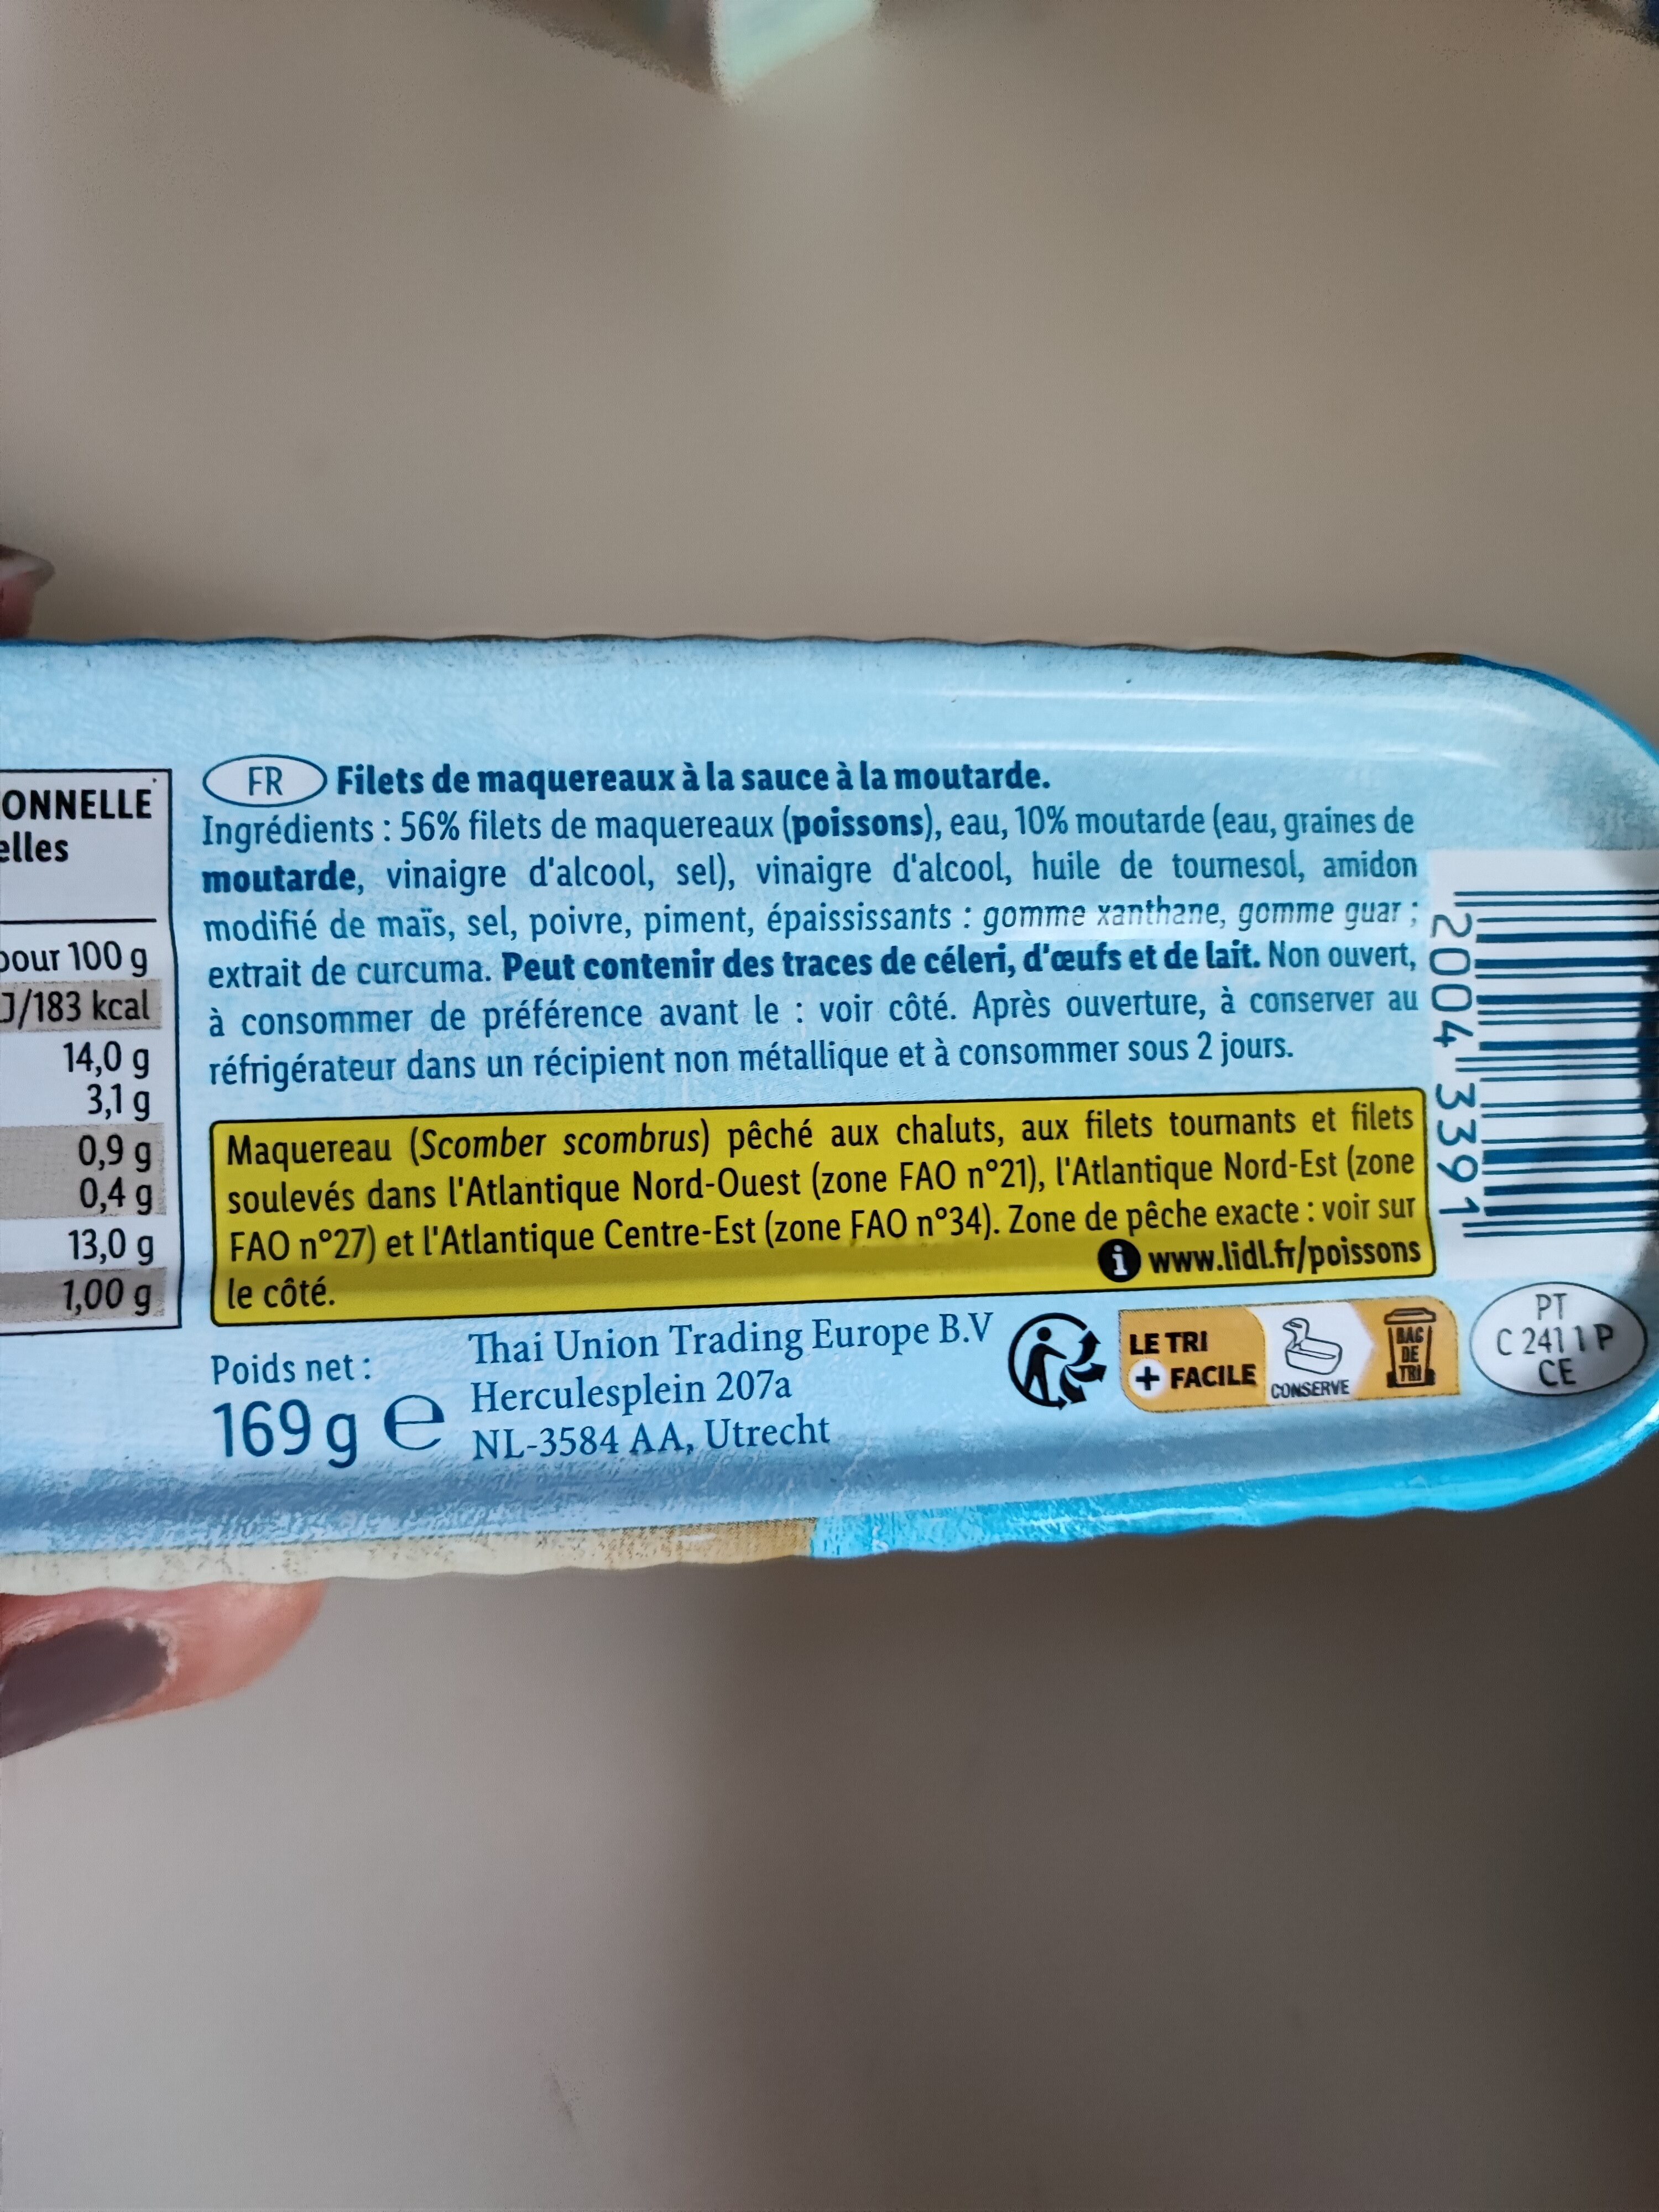 ONNELLE
elles
pour 100 g
J/183 kcal
14,0 g
3,1 g
0,9 g
0,4 g
13,0 g
1,00 g
FR Filets de maquereaux à la sauce à la moutarde.
Ingrédients : 56% filets de maquereaux (poissons), eau, 10% moutarde (eau, graines de
moutarde, vinaigre d'alcool, sel), vinaigre d'alcool, huile de tournesol, amidon
modifié de maïs, sel, poivre, piment, épaississants : gomme xanthane, gomme guar ;
extrait de curcuma. Peut contenir des traces de céleri, d'œufs et de lait. Non ouvert,
à consommer de préférence avant le : voir côté. Après ouverture, à conserver au
réfrigérateur dans un récipient non métallique et à consommer sous 2 jours.
Maquereau (Scomber scombrus) pêché aux chaluts, aux filets tournants et filets
soulevés dans l'Atlantique Nord-Ouest (zone FAO n°21), l'Atlantique Nord-Est (zone
FAO n°27) et l'Atlantique Centre-Est (zone FAO n°34). Zone de pêche exacte : voir sur
le côté.
i www.lidl.fr/poissons
Poids net :
169 g e
Thai Union Trading Europe B.V
Herculesplein 207a
NL-3584 AA, Utrecht
LE TRI
+ FACILE
CONSERVE
BAC
DE
TRI
2004 3391
PT
C 2411 P
CE